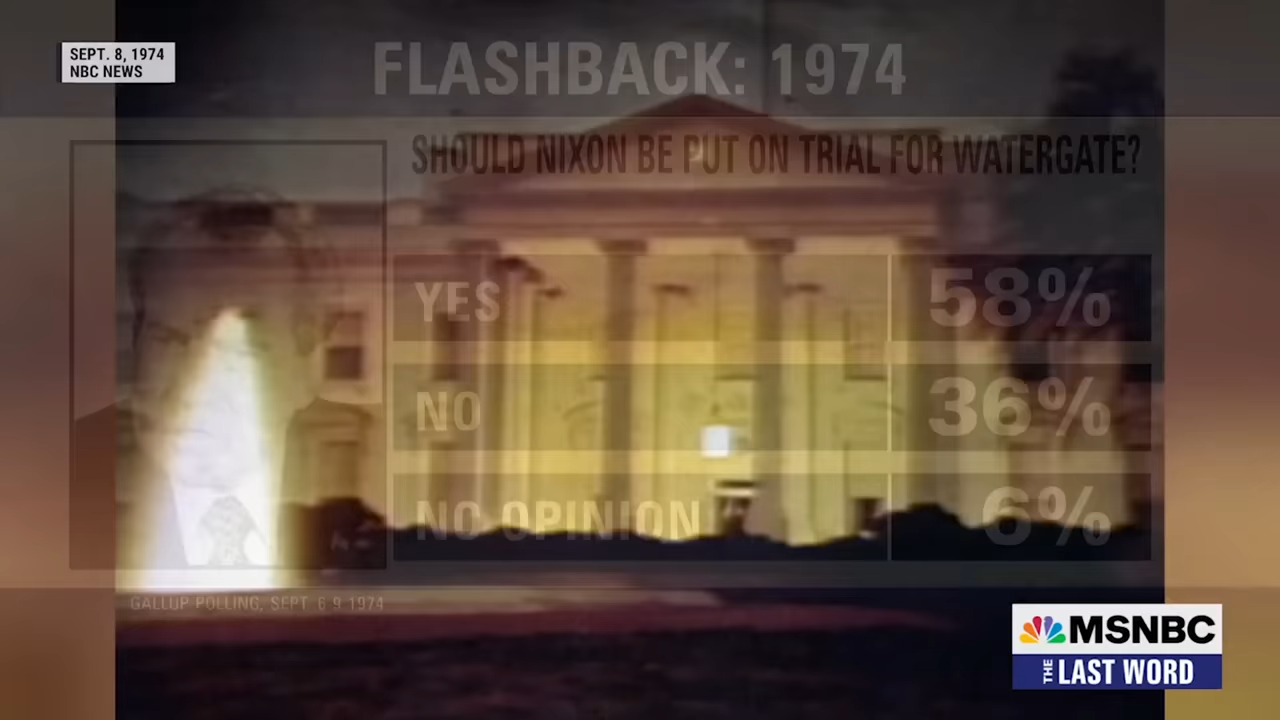 SEPT. 8, 1974
NBC NEWS
FLASHBACK: 1974
SHOULD NIXON BE PUT ON TRIAL FOR WATERGATE?
YES 58%
NO 36%
NO OPINION 6%
GALLUP POLLING, SEPT 6-9 1974
MSNBC
THE LAST WORD